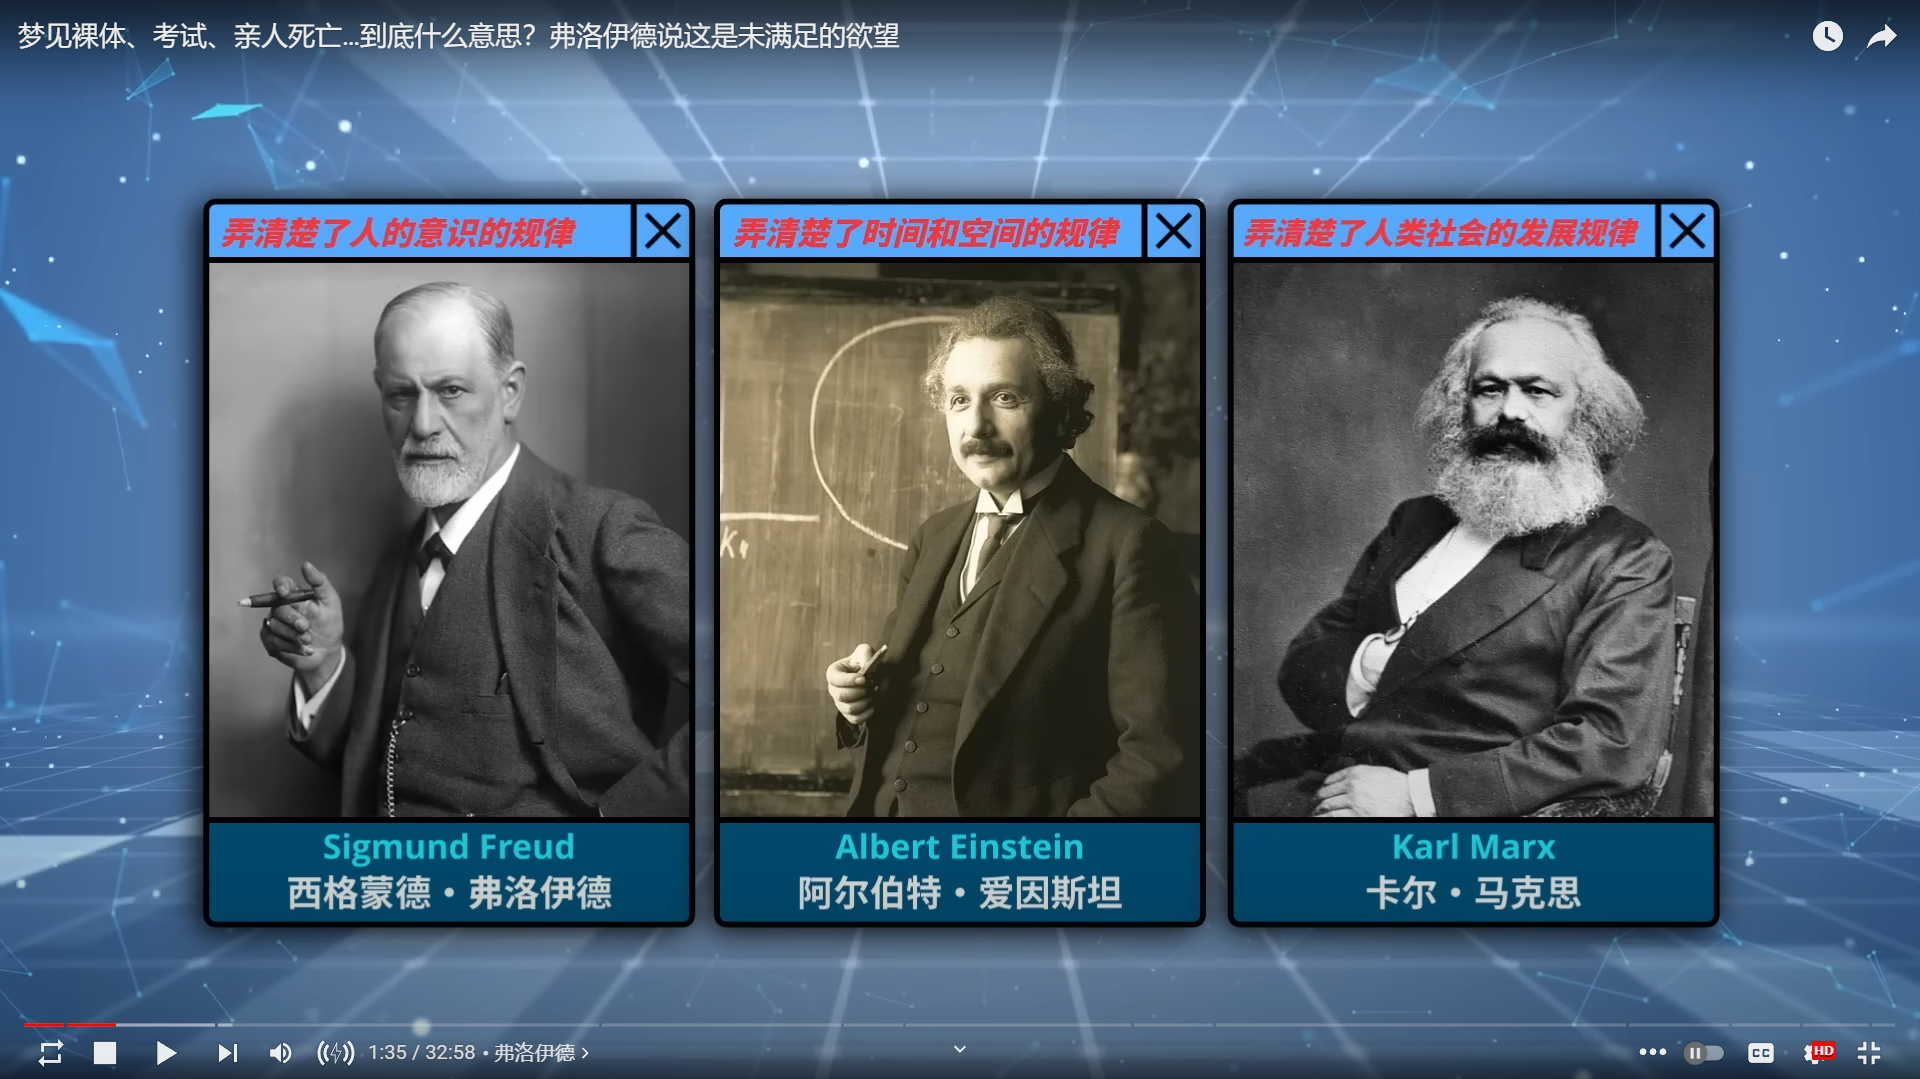 梦见裸体、考试、亲人死亡...到底什么意思？弗洛伊德说这是未满足的欲望
弄清楚了人的意识的规律
弄清楚了时间和空间的规律
弄清楚了人类社会的发展规律
K
Sigmund Freud
西格蒙德·弗洛伊德
Albert Einstein
阿尔伯特·爱因斯坦
Karl Marx
卡尔·马克思
1:35 / 32:58 • 弗洛伊德 >
CC
HD